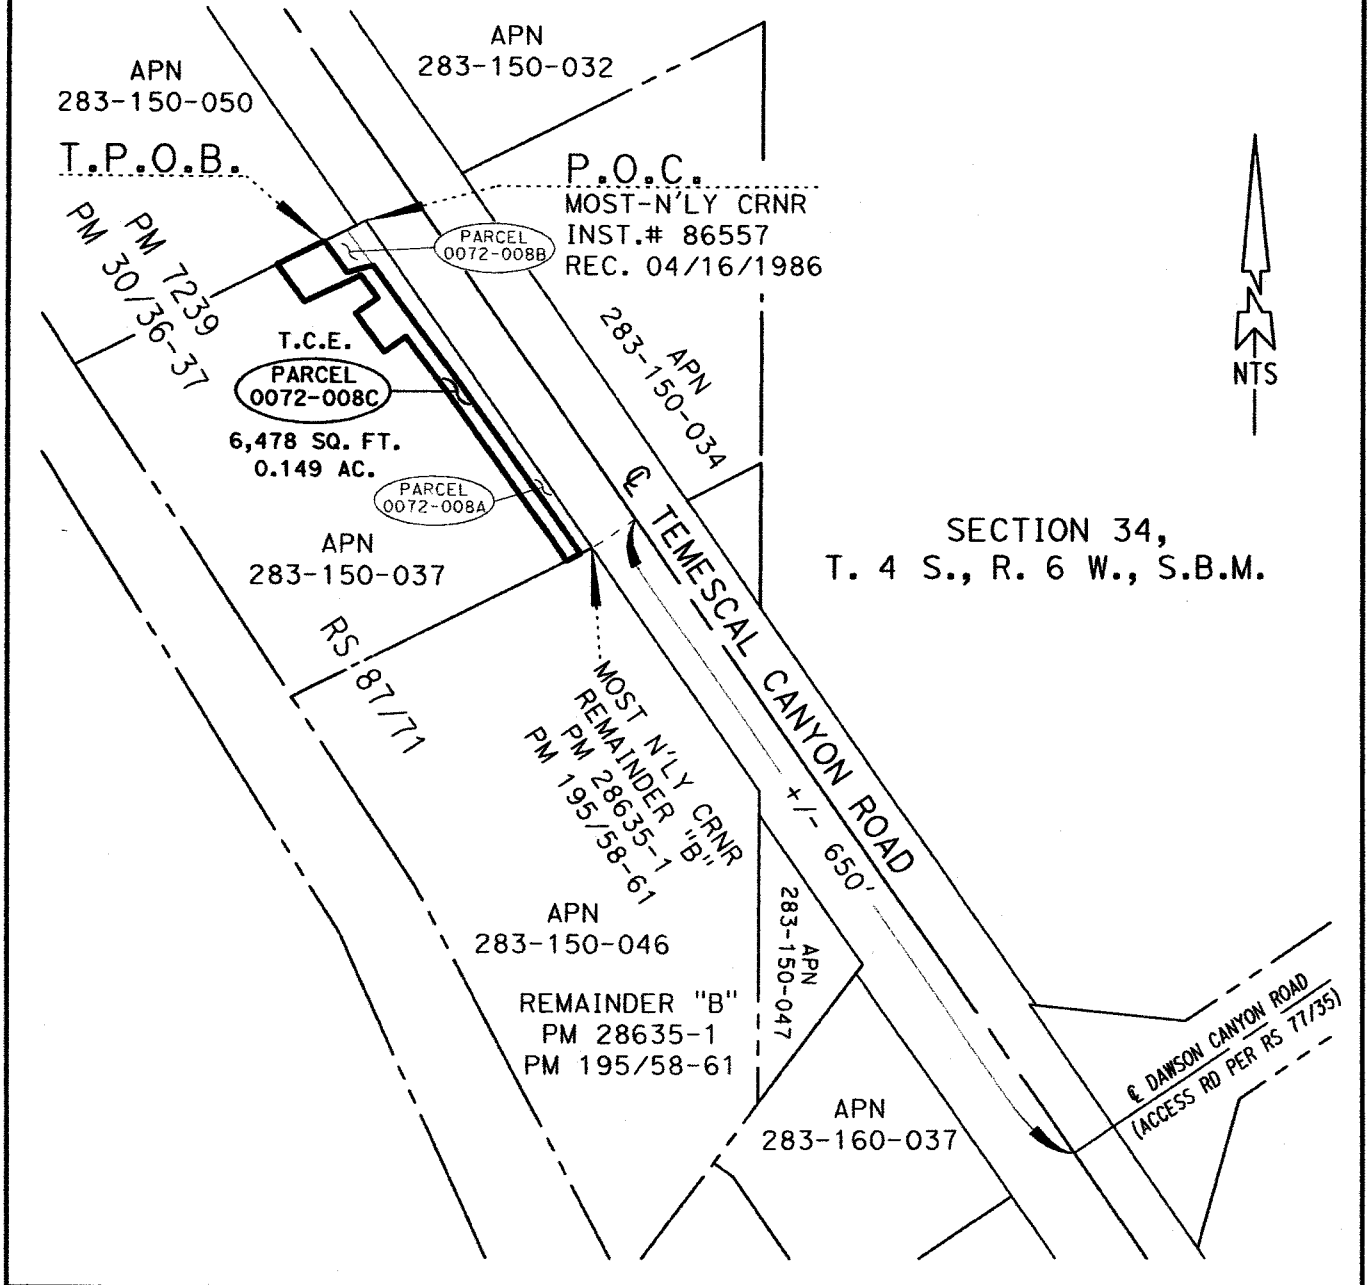 APN
283-150-032
APN
283-150-050
T.P.O.B.
P.O.C.
MOST-N'LY CRNR
INST.# 86557
REC. 04/16/1986
PARCEL
0072-008B
PM 7239
PM 30/36-37
T.C.E.
PARCEL
0072-008C
6,478 SQ. FT.
0.149 AC.
APN
283-150-034
NTS
PARCEL
0072-008A
APN
283-150-037
SECTION 34,
T. 4 S., R. 6 W., S.B.M.
℄ TEMESCAL CANYON ROAD
RS 87/71
MOST N'LY CRNR
REMAINDER "B"
PM 28635-1
PM 195/58-61
+/- 650'
APN
283-150-046
REMAINDER "B"
PM 28635-1
PM 195/58-61
APN
283-150-047
APN
283-160-037
℄ DAWSON CANYON ROAD
(ACCESS RD PER RS 77/35)